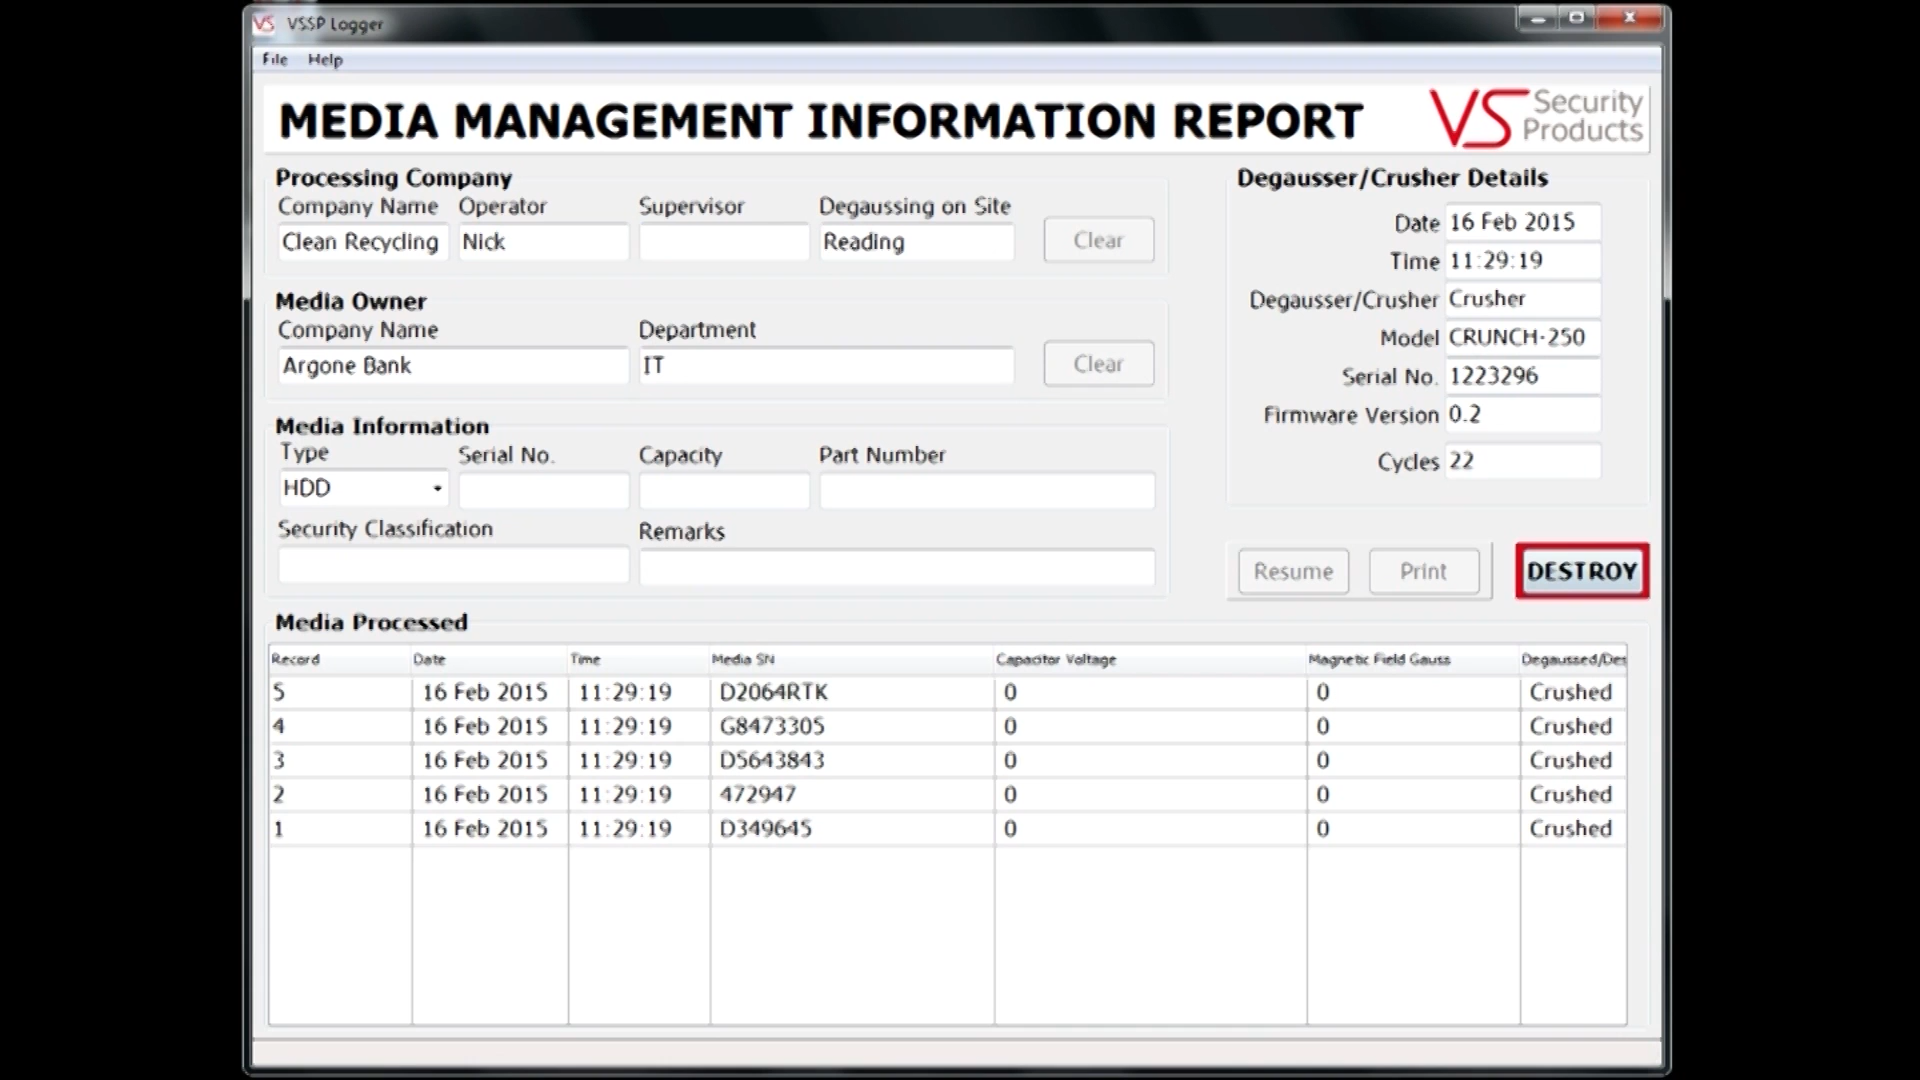 VS VSSP Logger
File Help
MEDIA MANAGEMENT INFORMATION REPORT
VS Security Products
Processing Company
Company Name Operator Supervisor Degaussing on Site
Clean Recycling Nick Reading Clear
Media Owner
Company Name Department
Argone Bank IT Clear
Media Information
Type Serial No. Capacity Part Number
HDD
Security Classification Remarks
Degausser/Crusher Details
Date 16 Feb 2015
Time 11:29:19
Degausser/Crusher Crusher
Model CRUNCH-250
Serial No. 1223296
Firmware Version 0.2
Cycles 22
Resume Print DESTROY
Media Processed
Record Date Time Media SN Capacitor Voltage Magnetic Field Gauss Degaussed/Des
5 16 Feb 2015 11:29:19 D2064RTK 0 0 Crushed
4 16 Feb 2015 11:29:19 G8473305 0 0 Crushed
3 16 Feb 2015 11:29:19 D5643843 0 0 Crushed
2 16 Feb 2015 11:29:19 472947 0 0 Crushed
1 16 Feb 2015 11:29:19 D349645 0 0 Crushed